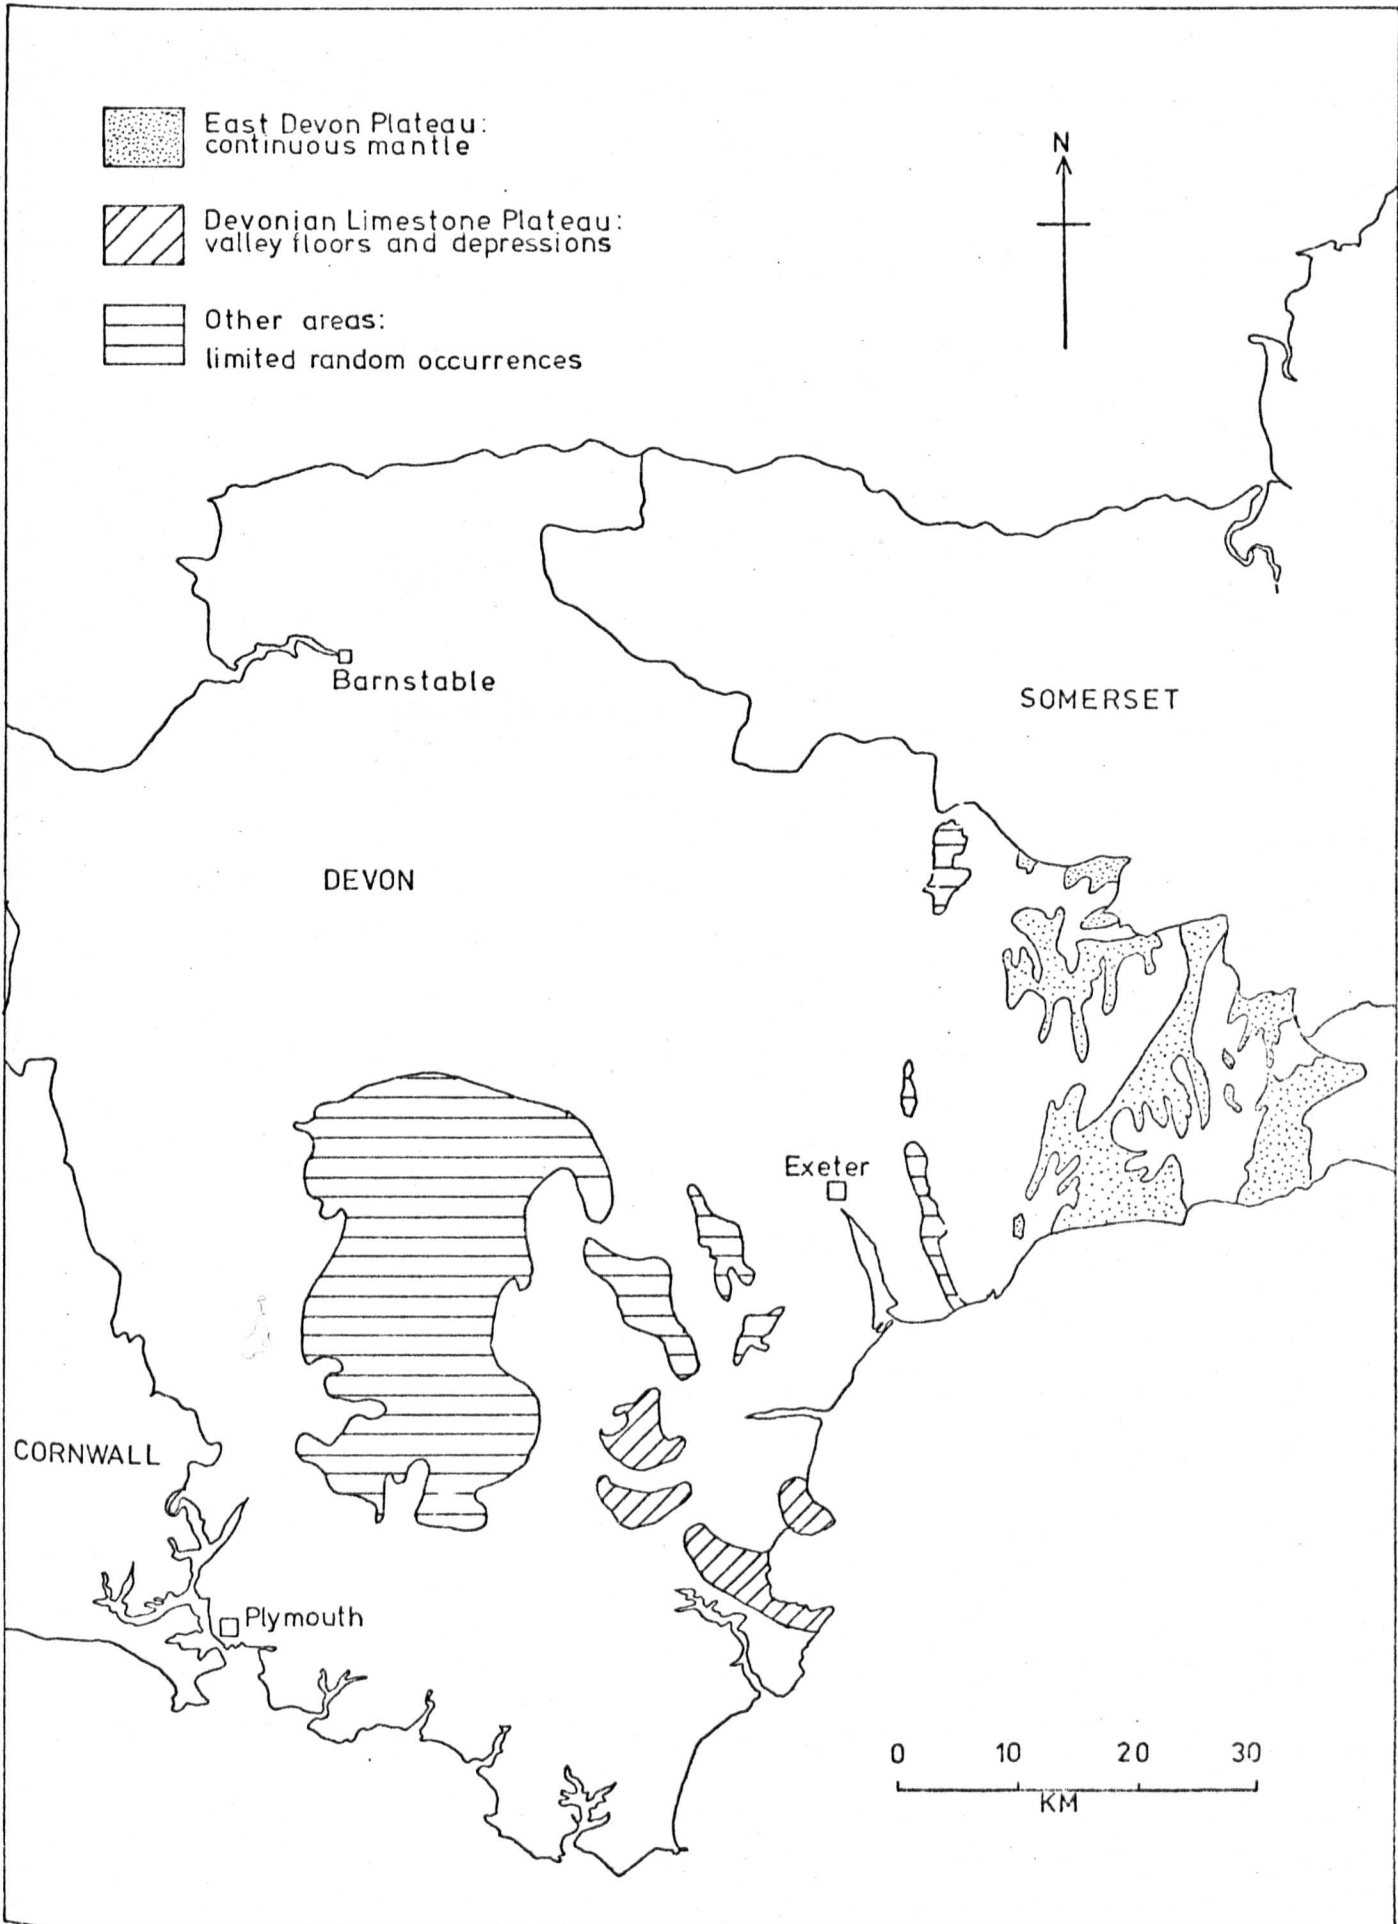 East Devon Plateau:
continuous mantle
Devonian Limestone Plateau:
valley floors and depressions
Other areas:
limited random occurrences
N
Barnstable
SOMERSET
DEVON
Exeter
CORNWALL
Plymouth
0 10 20 30
KM